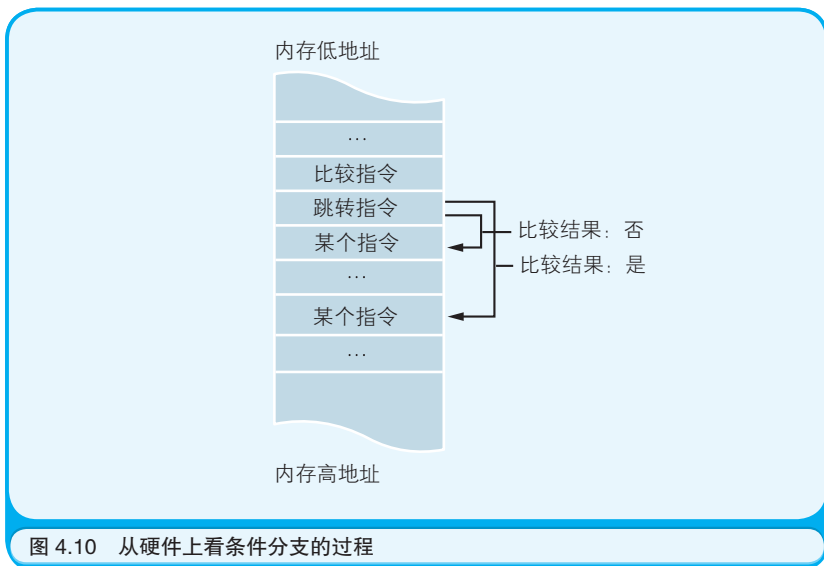 内存低地址
…
比较指令
跳转指令
某个指令
比较结果：否
比较结果：是
…
某个指令
…
内存高地址
图 4.10 从硬件上看条件分支的过程